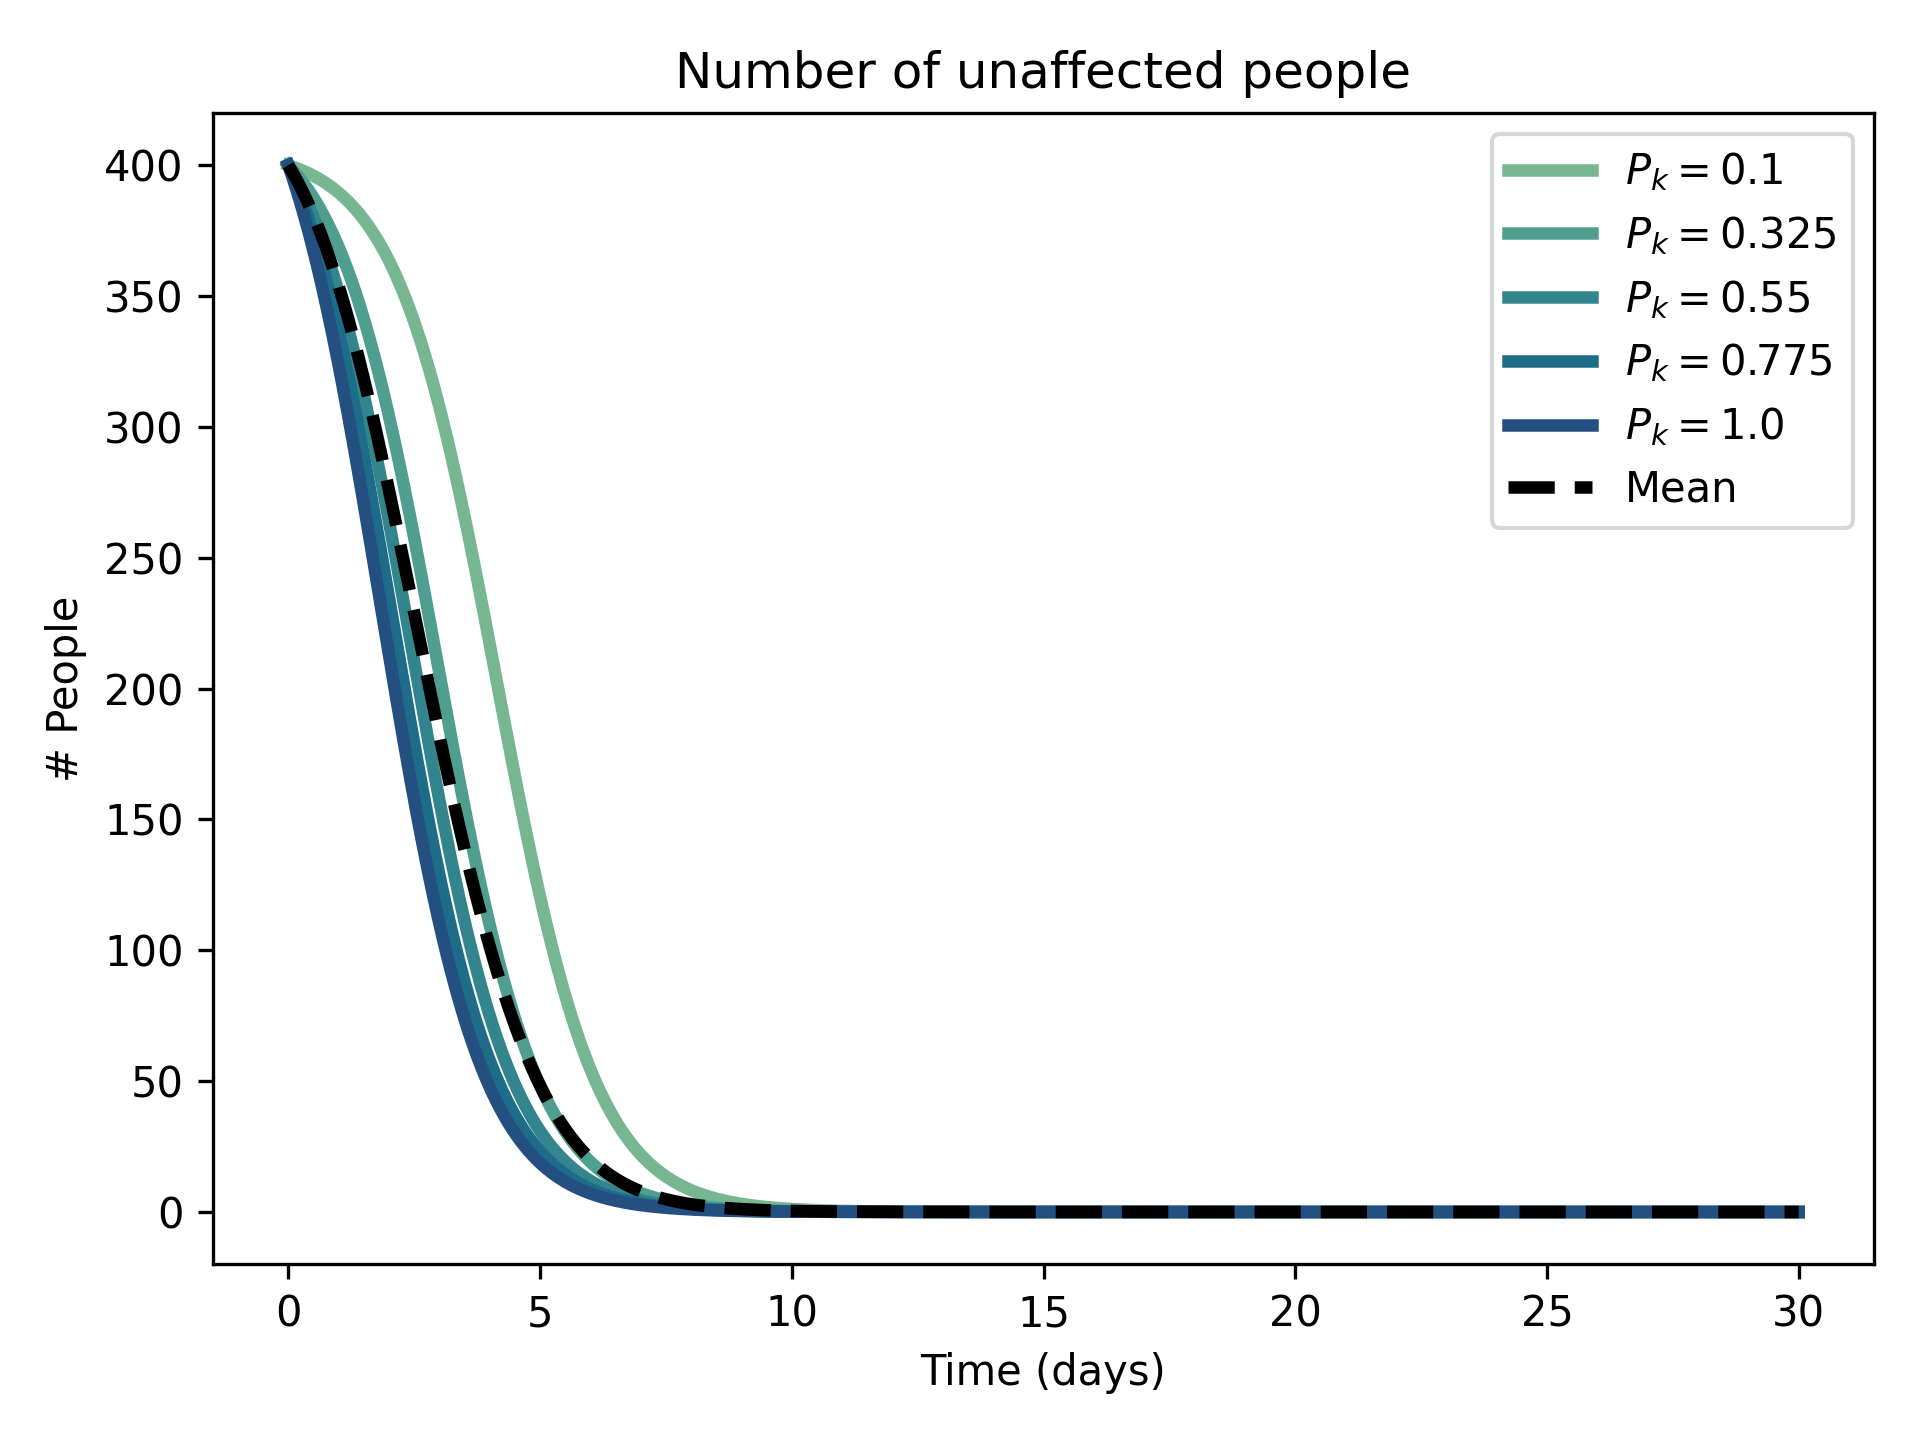 Number of unaffected people
# People
400
350
300
250
200
150
100
50
0
0 5 10 15 20 25 30
Time (days)
P_k = 0.1
P_k = 0.325
P_k = 0.55
P_k = 0.775
P_k = 1.0
Mean